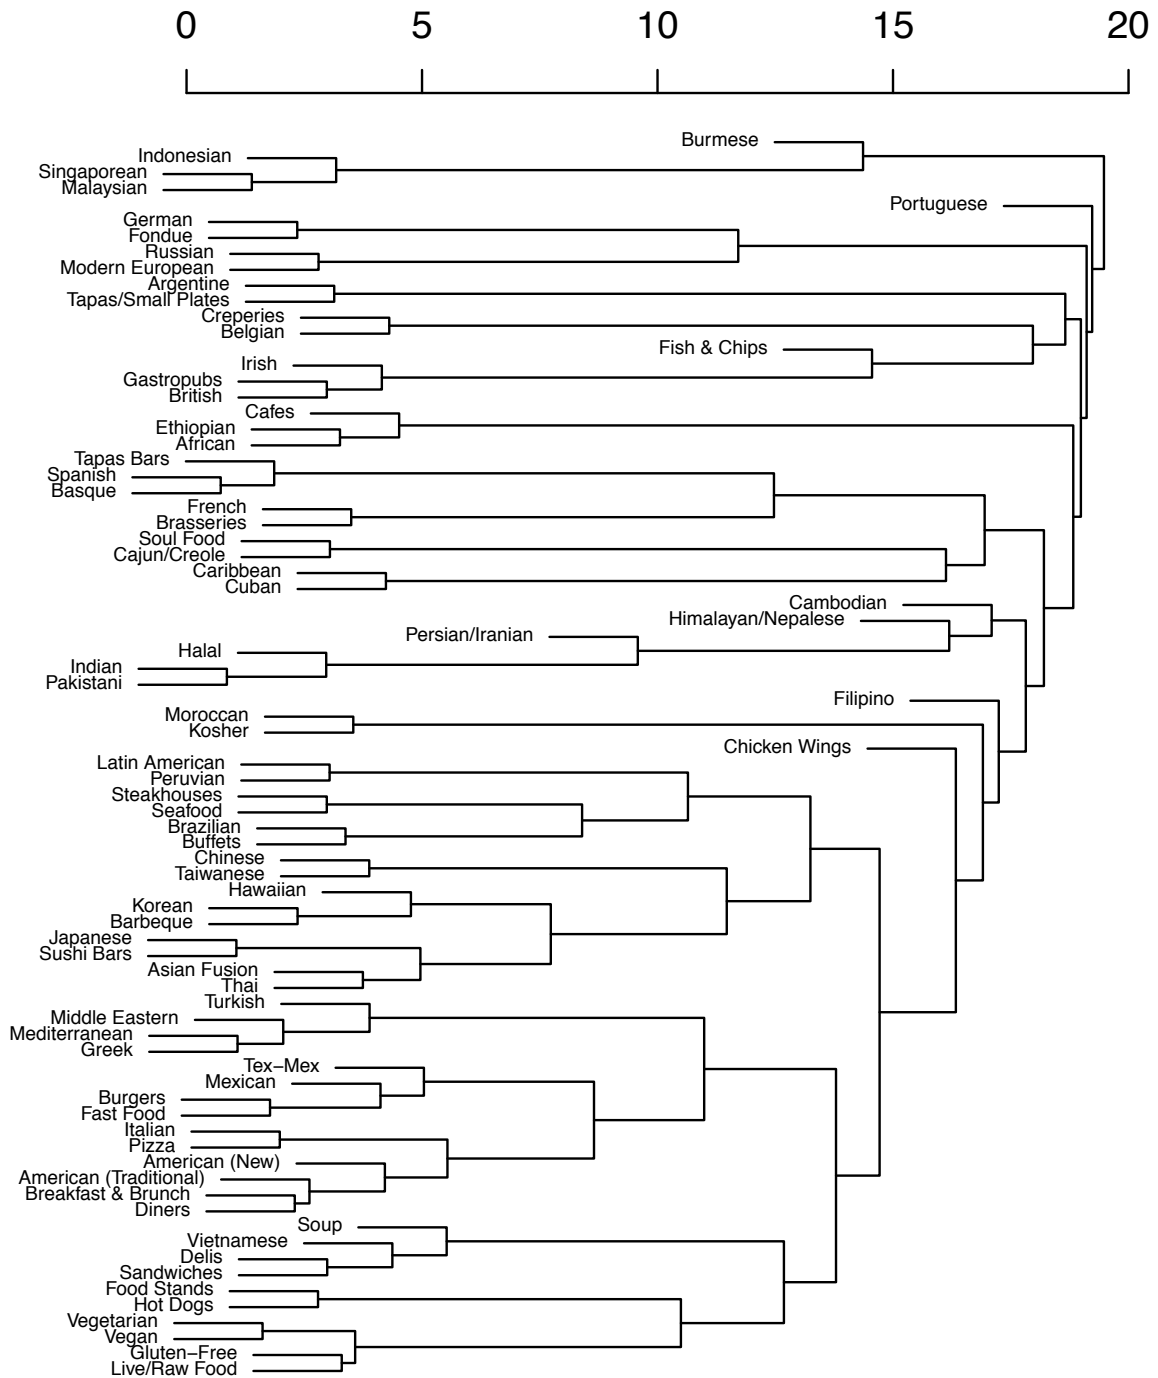 0 5 10 15 20
Burmese
Indonesian
Singaporean
Malaysian
Portuguese
German
Fondue
Russian
Modern European
Argentine
Tapas/Small Plates
Creperies
Belgian
Fish & Chips
Irish
Gastropubs
British
Cafes
Ethiopian
African
Tapas Bars
Spanish
Basque
French
Brasseries
Soul Food
Cajun/Creole
Caribbean
Cuban
Cambodian
Himalayan/Nepalese
Persian/Iranian
Halal
Indian
Pakistani
Filipino
Moroccan
Kosher
Chicken Wings
Latin American
Peruvian
Steakhouses
Seafood
Brazilian
Buffets
Chinese
Taiwanese
Hawaiian
Korean
Barbeque
Japanese
Sushi Bars
Asian Fusion
Thai
Turkish
Middle Eastern
Mediterranean
Greek
Tex−Mex
Mexican
Burgers
Fast Food
Italian
Pizza
American (New)
American (Traditional)
Breakfast & Brunch
Diners
Soup
Vietnamese
Delis
Sandwiches
Food Stands
Hot Dogs
Vegetarian
Vegan
Gluten−Free
Live/Raw Food